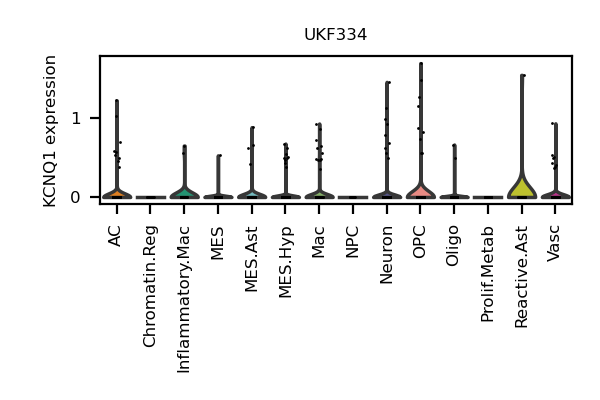 UKF334
KCNQ1 expression
1
0
AC
Chromatin.Reg
Inflammatory.Mac
MES
MES.Ast
MES.Hyp
Mac
NPC
Neuron
OPC
Oligo
Prolif.Metab
Reactive.Ast
Vasc